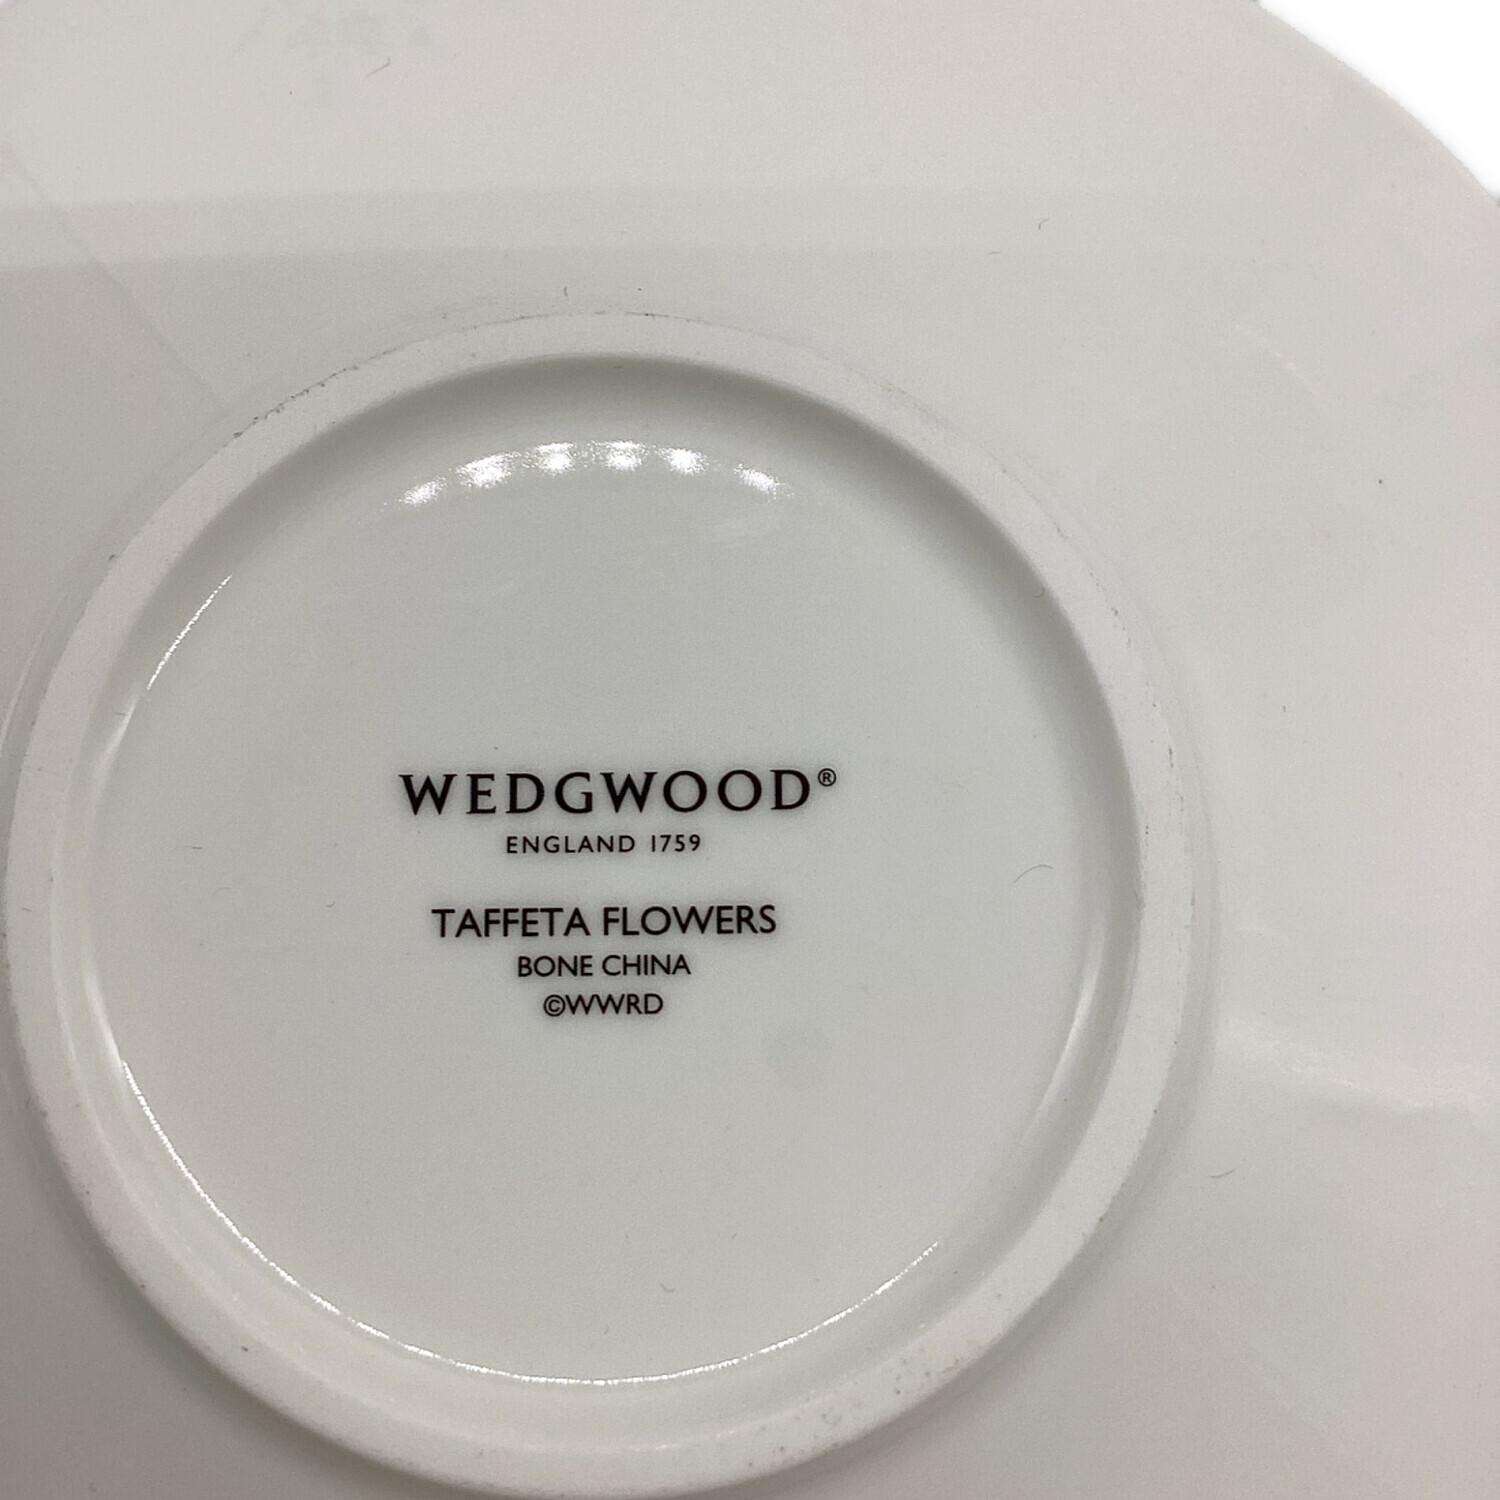 WEDGWOOD®
ENGLAND 1759
TAFFETA FLOWERS
BONE CHINA
©WWRD